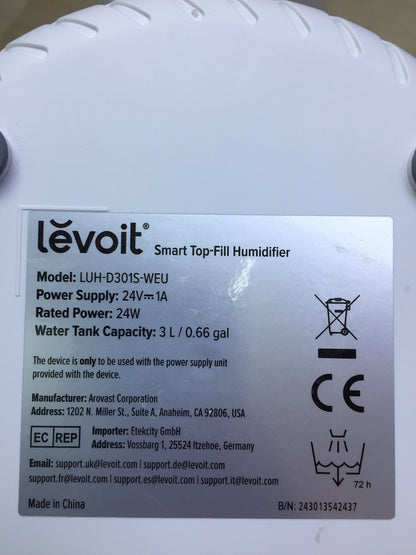 levoit® Smart Top-Fill Humidifier
Model: LUH-D301S-WEU
Power Supply: 24V⎓1A
Rated Power: 24W
Water Tank Capacity: 3 L / 0.66 gal
The device is only to be used with the power supply unit
provided with the device.
Manufacturer: Arovast Corporation
Address: 1202 N. Miller St., Suite A, Anaheim, CA 92806, USA
EC REP
Importer: Etekcity GmbH
Address: Vossbarg 1, 25524 Itzehoe, Germany
Email: support.uk@levoit.com | support.de@levoit.com
support.fr@levoit.com | support.es@levoit.com | support.it@levoit.com
Made in China
CE
72 h
B/N: 243013542437